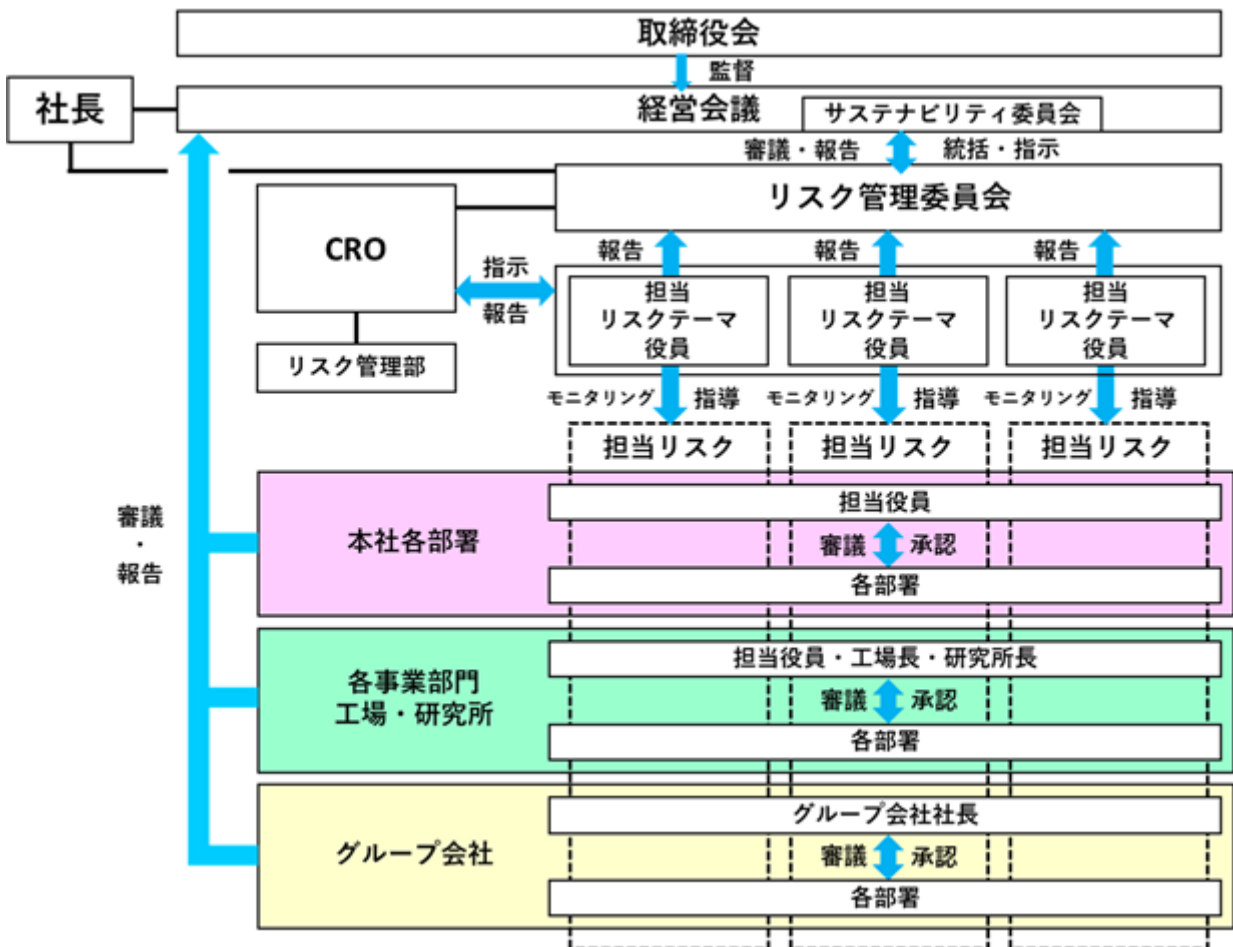 取締役会
監督
社長
経営会議
サステナビリティ委員会
審議・報告
統括・指示
リスク管理委員会
CRO
報告
報告
報告
指示
報告
担当
リスクテーマ
役員
担当
リスクテーマ
役員
担当
リスクテーマ
役員
リスク管理部
モニタリング
指導
モニタリング
指導
モニタリング
指導
担当リスク
担当リスク
担当リスク
審議
・
報告
本社各部署
担当役員
審議
承認
各部署
各事業部門
工場・研究所
担当役員・工場長・研究所長
審議
承認
各部署
グループ会社
グループ会社社長
審議
承認
各部署